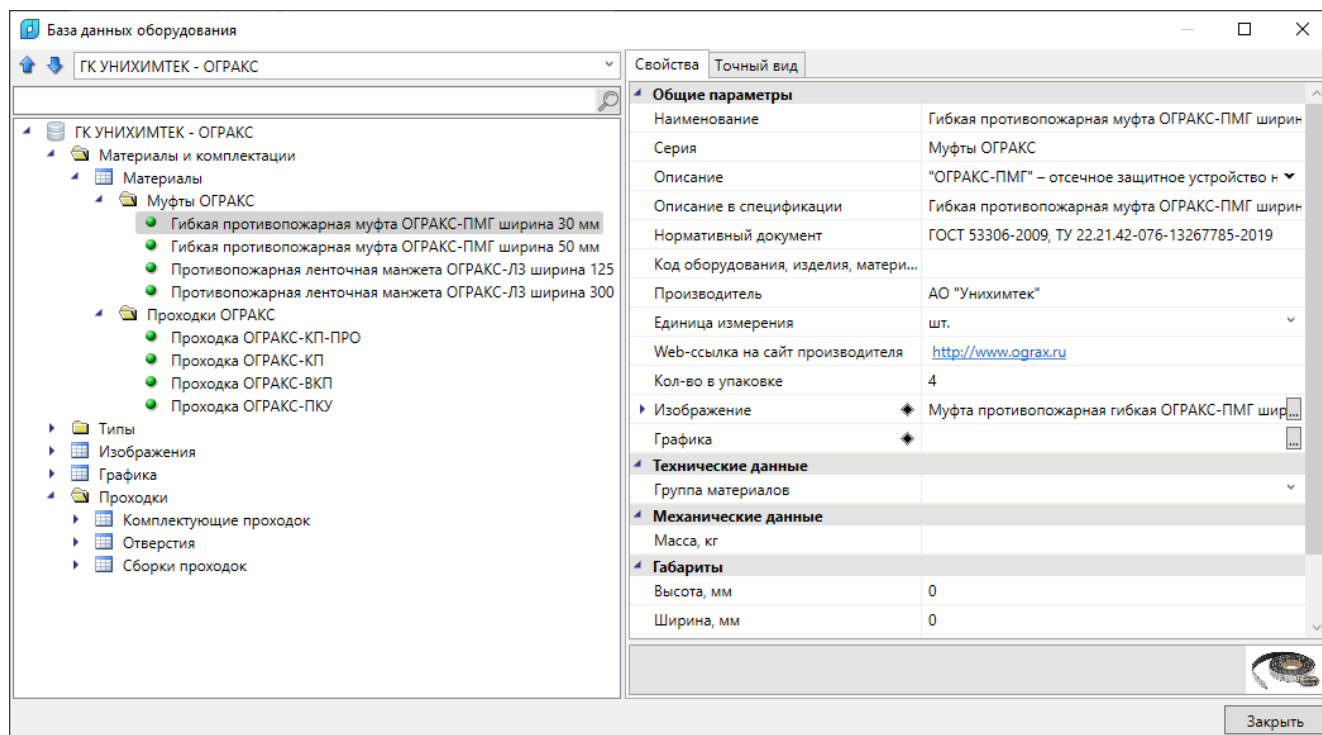 База данных оборудования
ГК УНИХИМТЕК - ОГРАКС
ГК УНИХИМТЕК - ОГРАКС
Материалы и комплектации
Материалы
Муфты ОГРАКС
Гибкая противопожарная муфта ОГРАКС-ПМГ ширина 30 мм
Гибкая противопожарная муфта ОГРАКС-ПМГ ширина 50 мм
Противопожарная ленточная манжета ОГРАКС-ЛЗ ширина 125
Противопожарная ленточная манжета ОГРАКС-ЛЗ ширина 300
Проходки ОГРАКС
Проходка ОГРАКС-КП-ПРО
Проходка ОГРАКС-КП
Проходка ОГРАКС-ВКП
Проходка ОГРАКС-ПКУ
Типы
Изображения
Графика
Проходки
Комплектующие проходок
Отверстия
Сборки проходок
Свойства Точный вид
Общие параметры
Наименование Гибкая противопожарная муфта ОГРАКС-ПМГ ширин
Серия Муфты ОГРАКС
Описание "ОГРАКС-ПМГ" – отсечное защитное устройство н
Описание в спецификации Гибкая противопожарная муфта ОГРАКС-ПМГ ширин
Нормативный документ ГОСТ 53306-2009, ТУ 22.21.42-076-13267785-2019
Код оборудования, изделия, матери...
Производитель АО "Унихимтек"
Единица измерения шт.
Web-ссылка на сайт производителя http://www.ograx.ru
Кол-во в упаковке 4
Изображение Муфта противопожарная гибкая ОГРАКС-ПМГ шир...
Графика ...
Технические данные
Группа материалов
Механические данные
Масса, кг
Габариты
Высота, мм 0
Ширина, мм 0
Закрыть